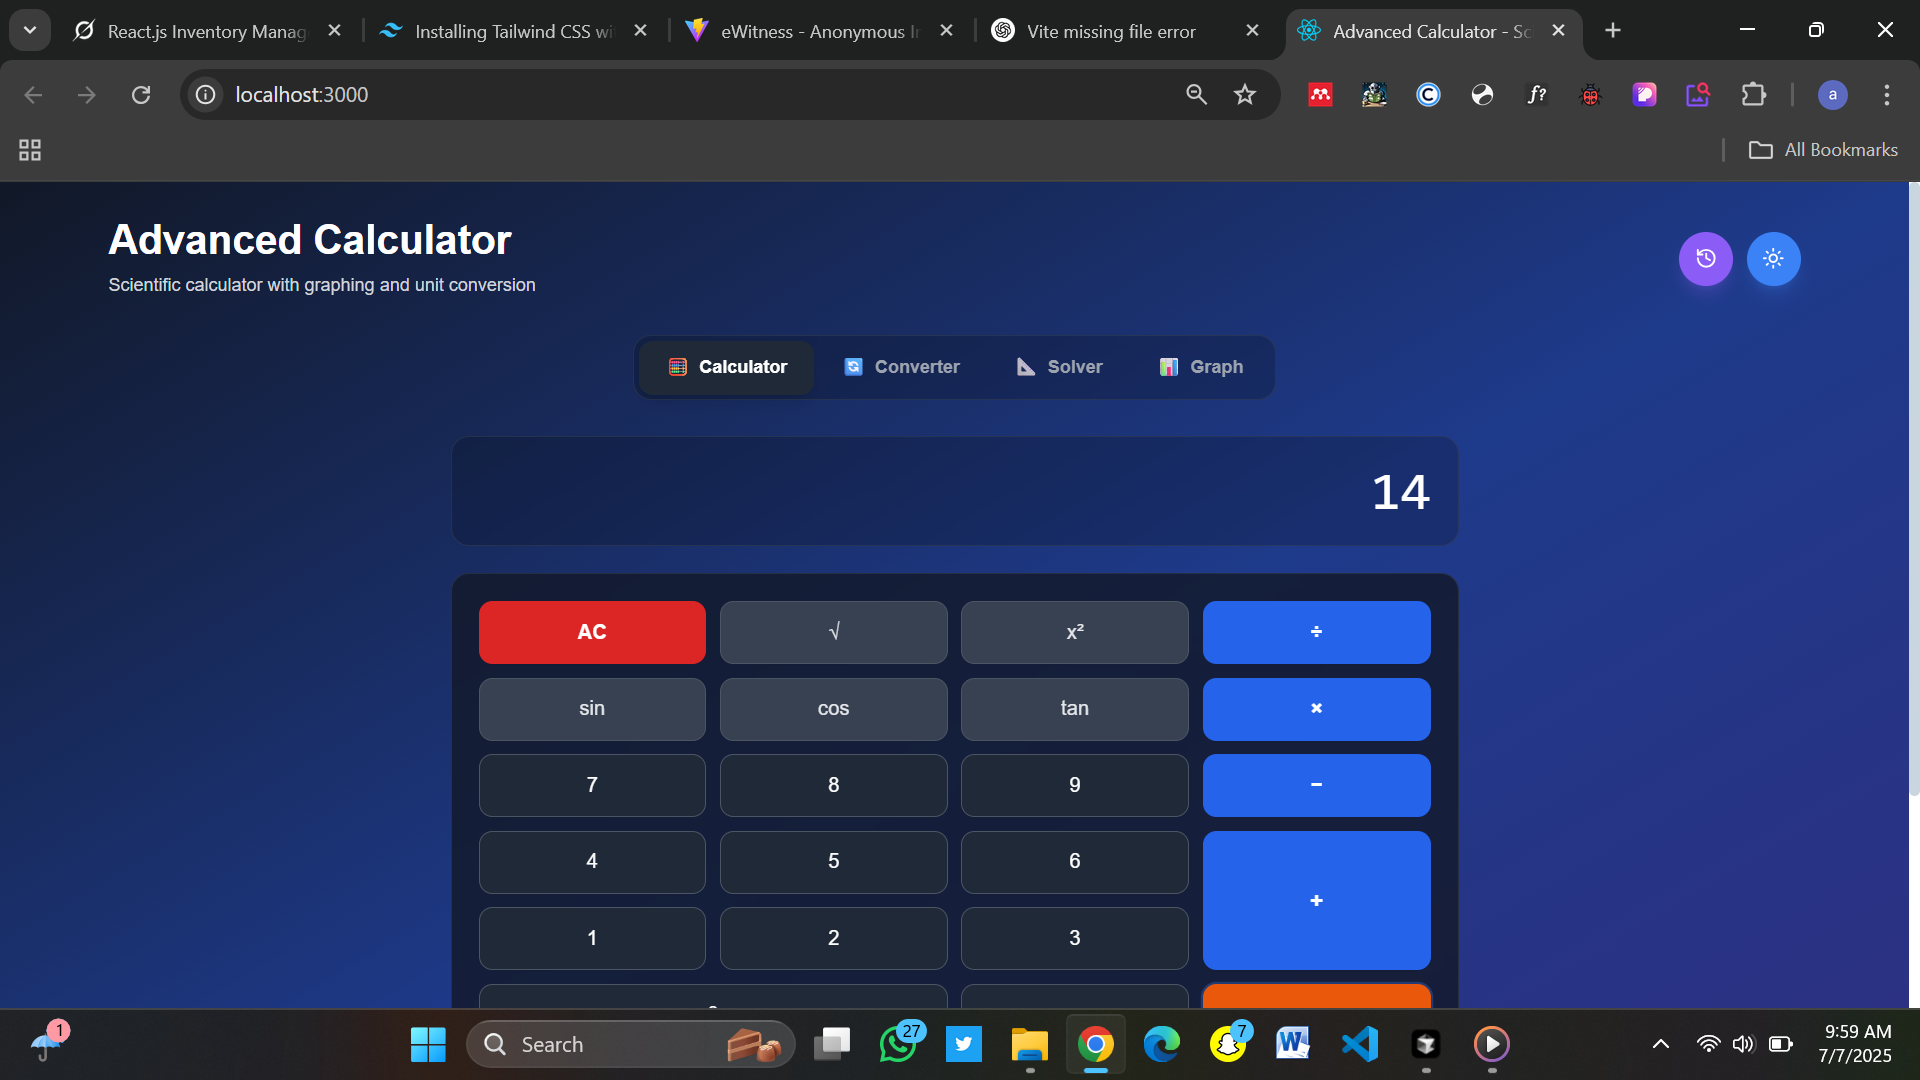 React.js Inventory Manag
Installing Tailwind CSS wi
eWitness - Anonymous In
Vite missing file error
Advanced Calculator - Sc
localhost:3000
f?
a
All Bookmarks
Advanced Calculator
Scientific calculator with graphing and unit conversion
Calculator
Converter
Solver
Graph
14
AC
√
x²
÷
sin
cos
tan
×
7
8
9
−
4
5
6
+
1
2
3
1
Search
27
7
9:59 AM
7/7/2025